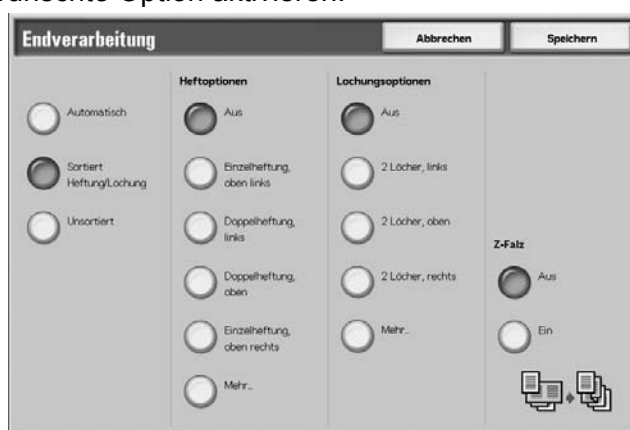 ünschte Option aktivieren.
Endverarbeitung
Abbrechen
Speichern
Automatisch
Sortiert
Heftung/Lochung
Unsortiert
Heftoptionen
Aus
Einzelheftung,
oben links
Doppelheftung,
links
Doppelheftung,
oben
Einzelheftung,
oben rechts
Mehr...
Lochungsoptionen
Aus
2 Löcher, links
2 Löcher, oben
2 Löcher, rechts
Mehr...
Z-Falz
Aus
Ein